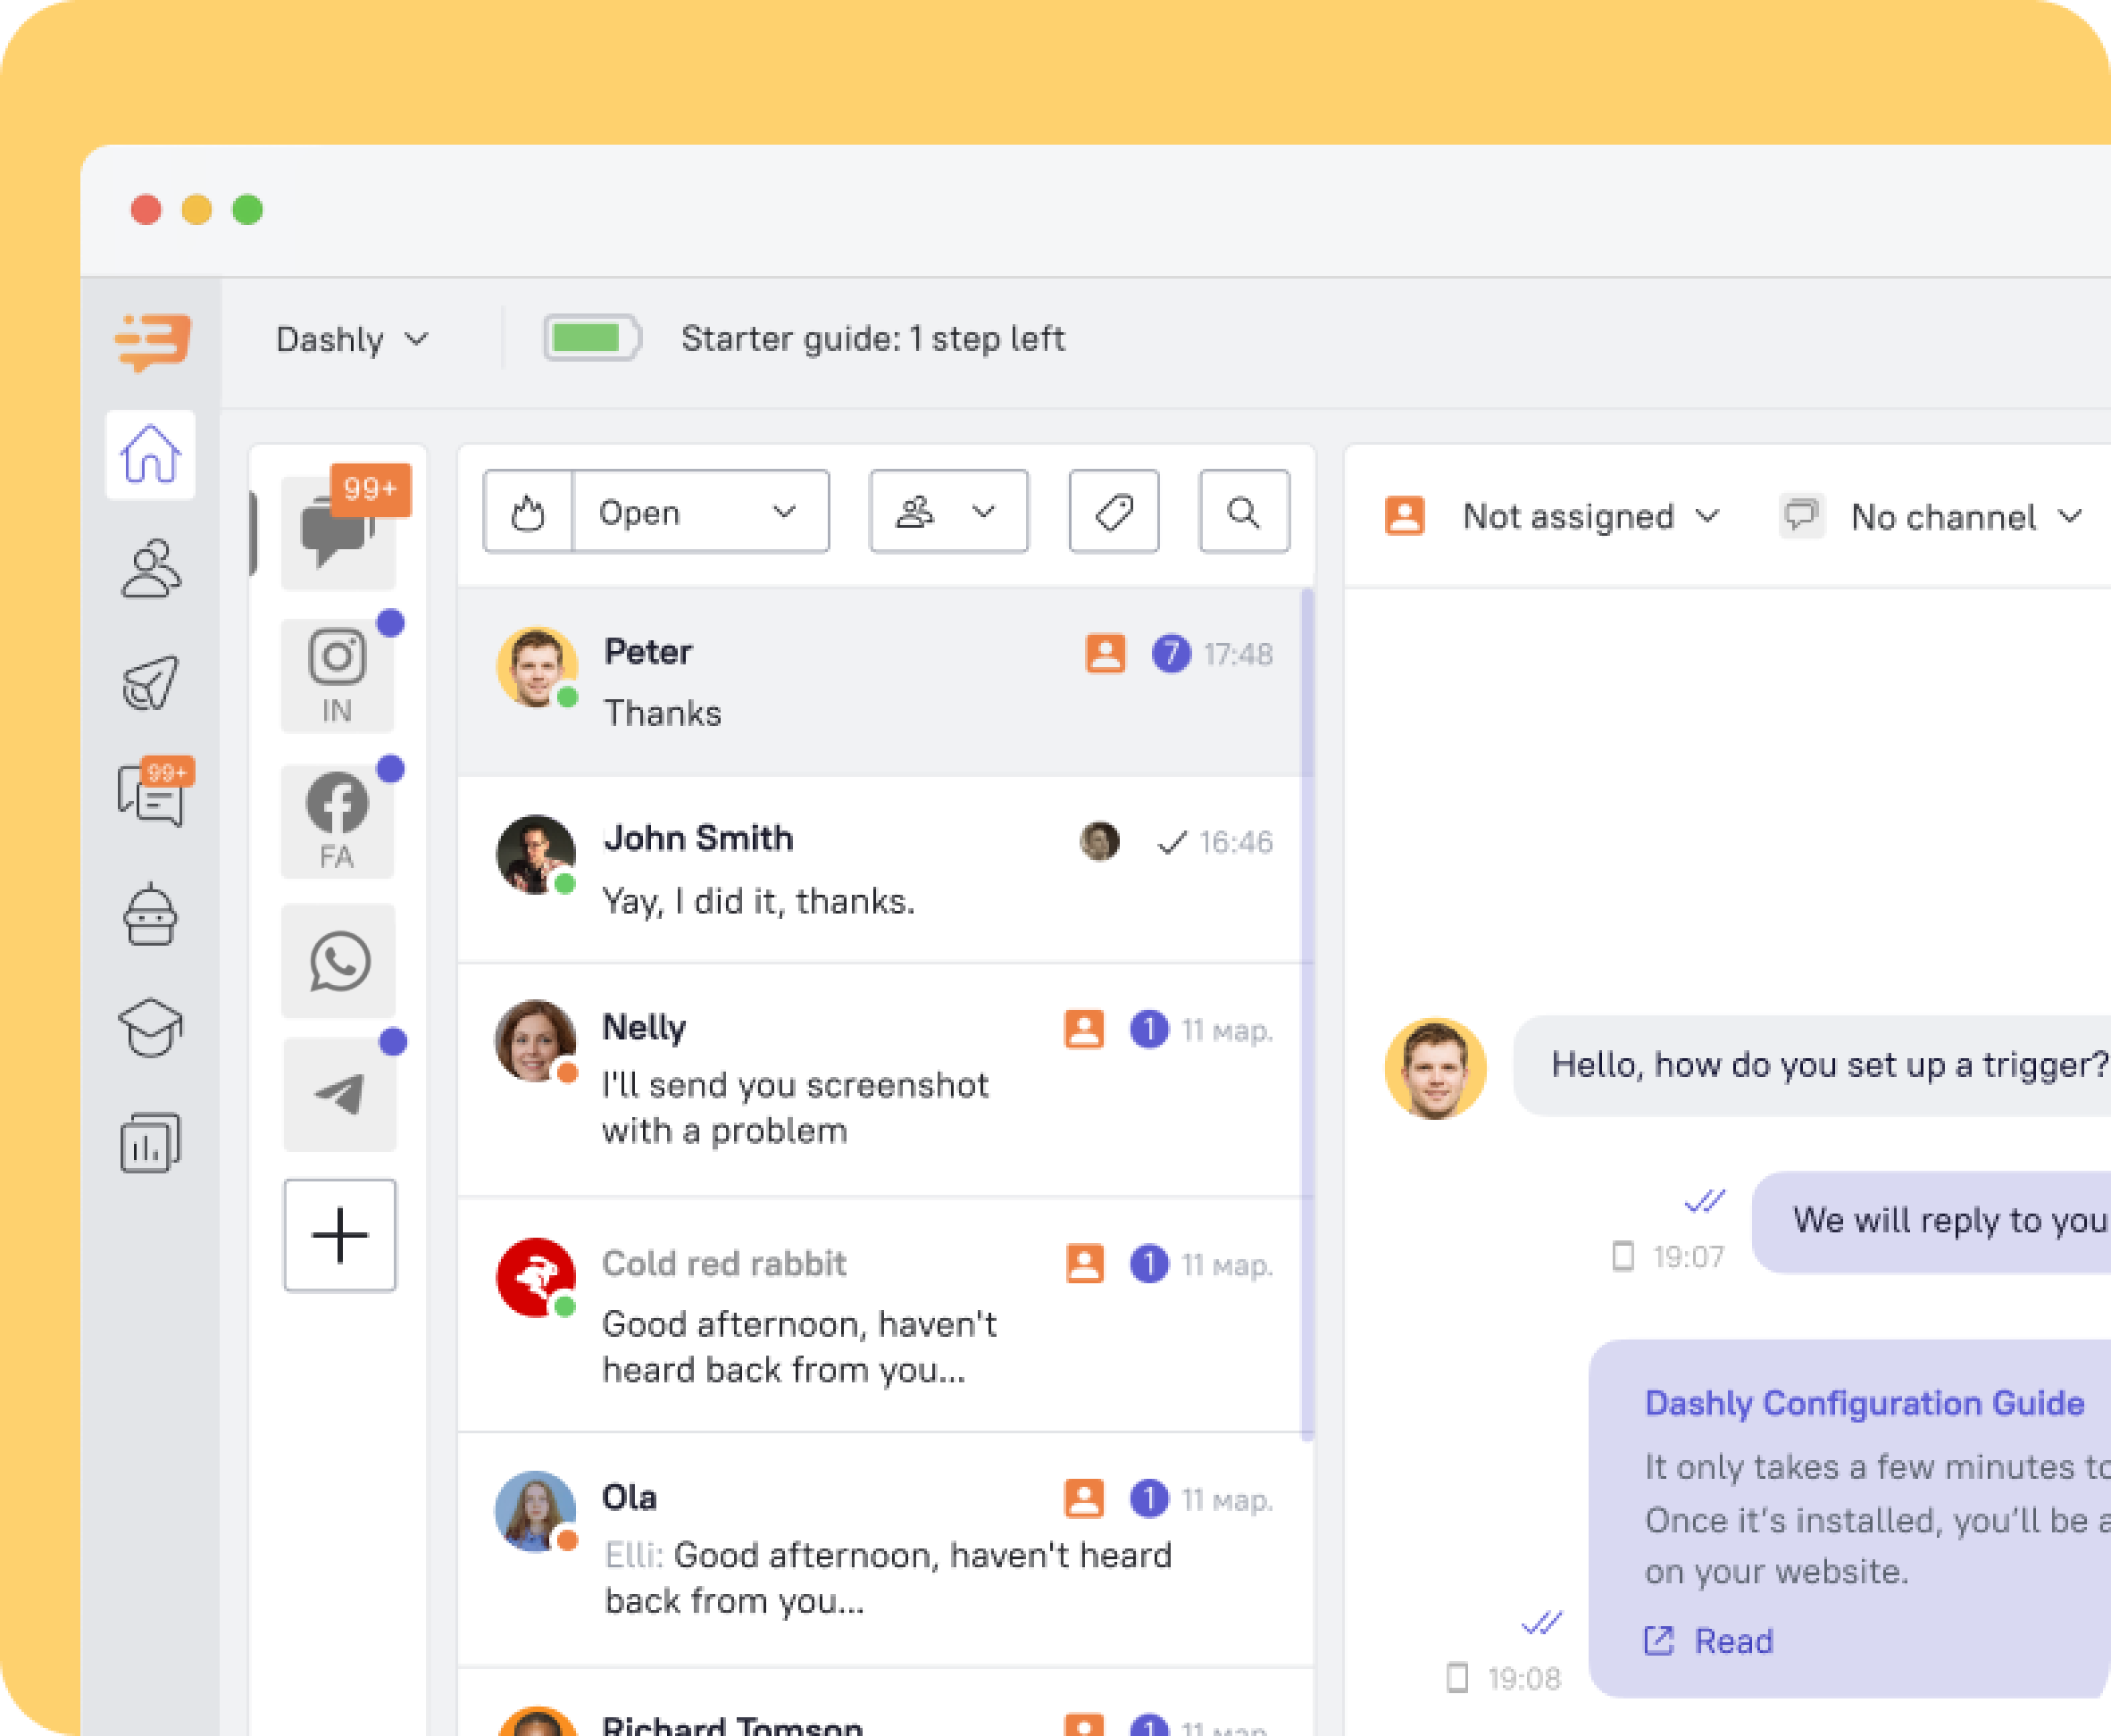 Dashly
Starter guide: 1 step left
99+
IN
FA
99+
Open
Peter
7 17:48
Thanks
John Smith
16:46
Yay, I did it, thanks.
Nelly
1 11 мар.
I'll send you screenshot
with a problem
Cold red rabbit
1 11 мар.
Good afternoon, haven't
heard back from you...
Ola
1 11 мар.
Elli: Good afternoon, haven't heard
back from you...
Richard Tomson
1 11 мар.
Not assigned
No channel
Hello, how do you set up a trigger?
We will reply to you
19:07
Dashly Configuration Guide
It only takes a few minutes to
Once it’s installed, you’ll be a
on your website.
Read
19:08